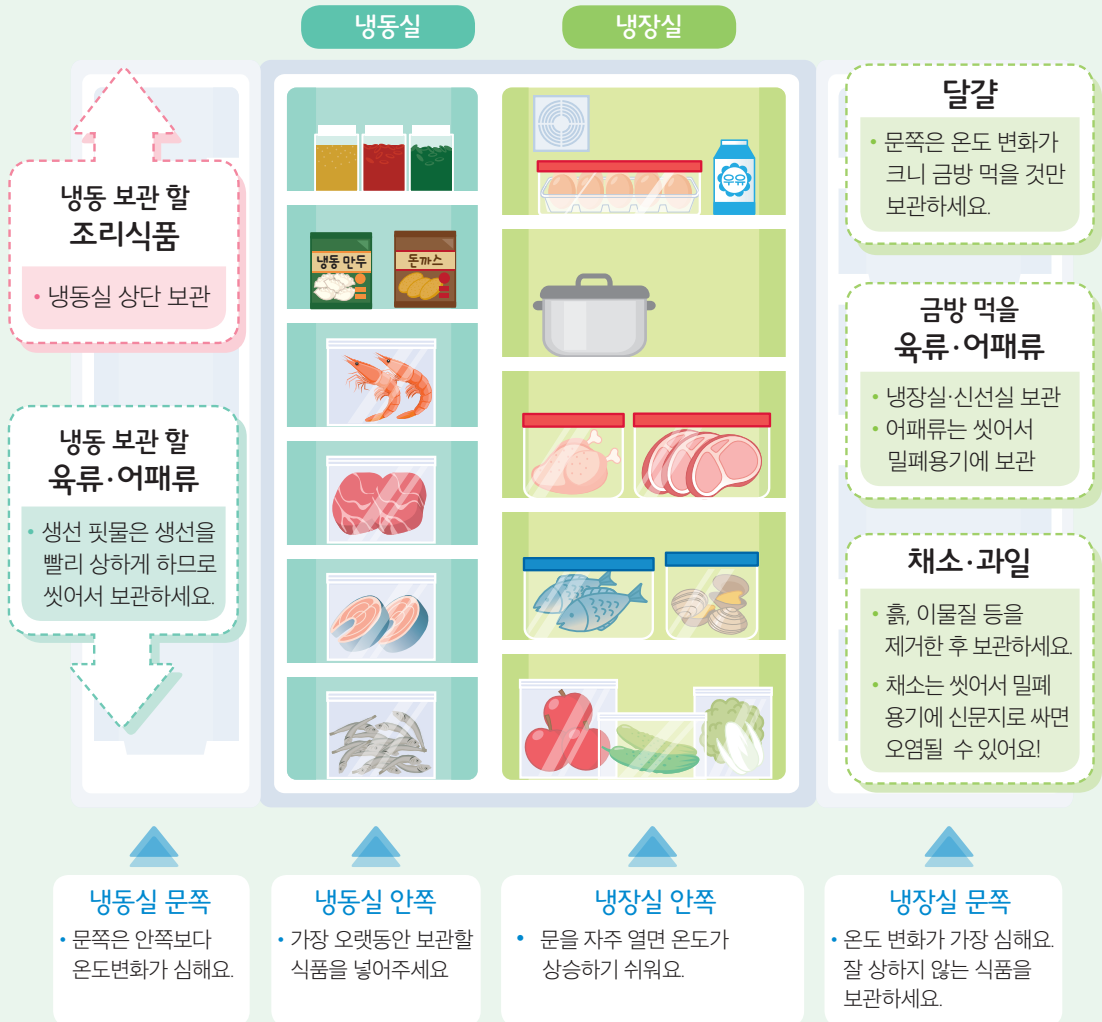 냉동실
냉장실
냉동 보관 할
조리식품
• 냉동실 상단 보관
냉동 보관 할
육류·어패류
• 생선 핏물은 생선을
빨리 상하게 하므로
씻어서 보관하세요.
냉동 만두
돈까스
우유
달걀
• 문쪽은 온도 변화가
크니 금방 먹을 것만
보관하세요.
금방 먹을
육류·어패류
• 냉장실·신선실 보관
• 어패류는 씻어서
밀폐용기에 보관
채소·과일
• 흙, 이물질 등을
제거한 후 보관하세요.
• 채소는 씻어서 밀폐
용기에 신문지로 싸면
오염될 수 있어요!
냉동실 문쪽
• 문쪽은 안쪽보다
온도변화가 심해요.
냉동실 안쪽
• 가장 오랫동안 보관할
식품을 넣어주세요
냉장실 안쪽
• 문을 자주 열면 온도가
상승하기 쉬워요.
냉장실 문쪽
• 온도 변화가 가장 심해요.
잘 상하지 않는 식품을
보관하세요.